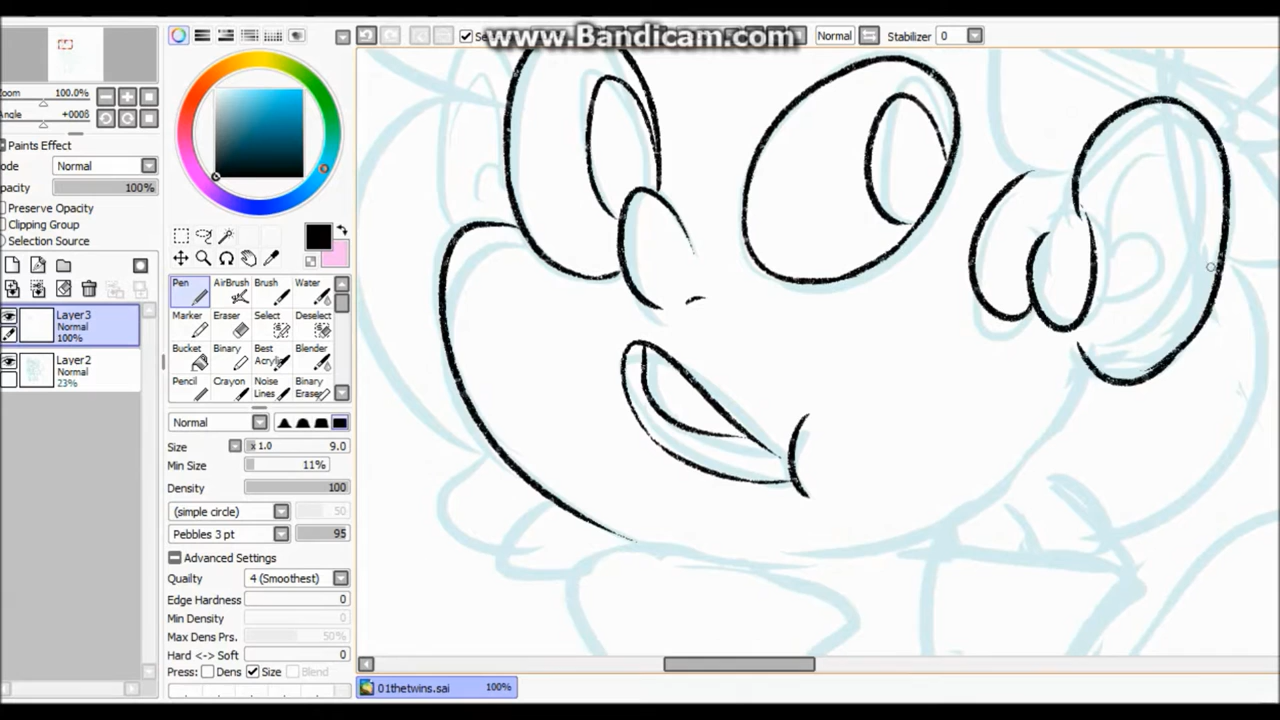 www.Bandicam.com
Normal
Stabilizer 0
Zoom 100.0%
Angle +0008
Paints Effect
ode Normal
pacity 100%
Preserve Opacity
Clipping Group
Selection Source
Layer3
Normal
100%
Layer2
Normal
23%
Pen AirBrush Brush Water
Marker Eraser Select Deselect
Bucket Binary Best Acrylic Blender
Pencil Crayon Noise Lines Binary Eraser
Normal
Size x 1.0 9.0
Min Size 11%
Density 100
(simple circle) 50
Pebbles 3 pt 95
Advanced Settings
Quality 4 (Smoothest)
Edge Hardness 0
Min Density 0
Max Dens Prs. 50%
Hard <-> Soft 0
Press: Dens Size Blend
01thetwins.sai 100%